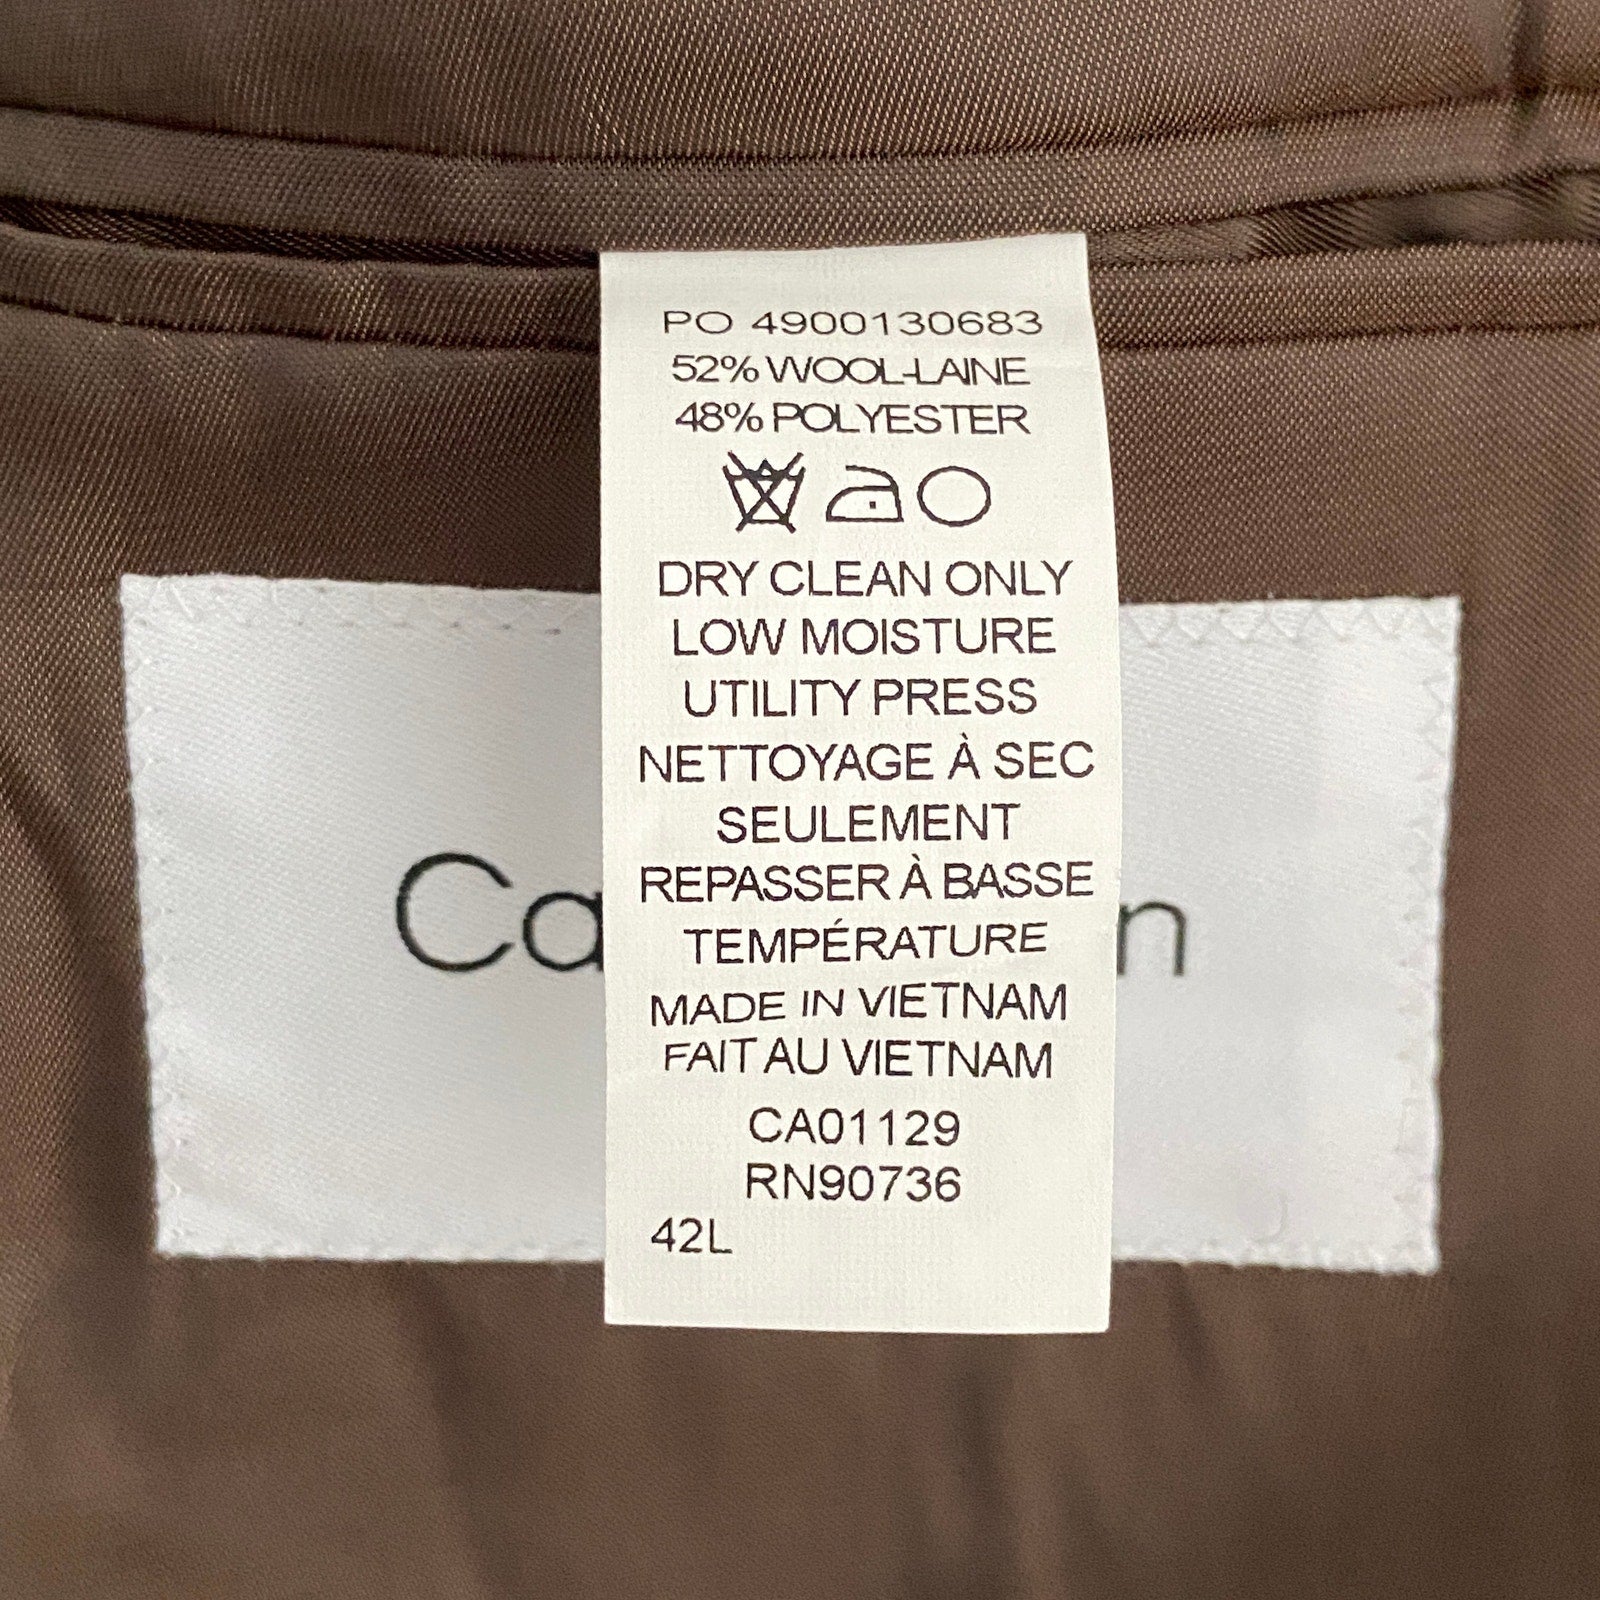 PO 4900130683
52% WOOL-LAINE
48% POLYESTER
DRY CLEAN ONLY
LOW MOISTURE
UTILITY PRESS
NETTOYAGE À SEC
SEULEMENT
REPASSER À BASSE
TEMPÉRATURE
MADE IN VIETNAM
FAIT AU VIETNAM
CA01129
RN90736
42L